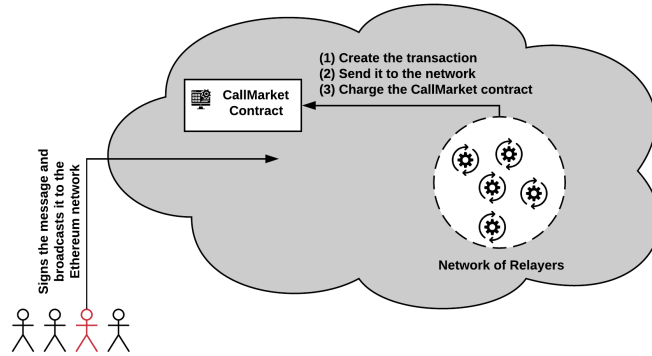 (1) Create the transaction
(2) Send it to the network
(3) Charge the CallMarket contract
CallMarket
Contract
Signs the message and
broadcasts it to the
Ethereum network
Network of Relayers